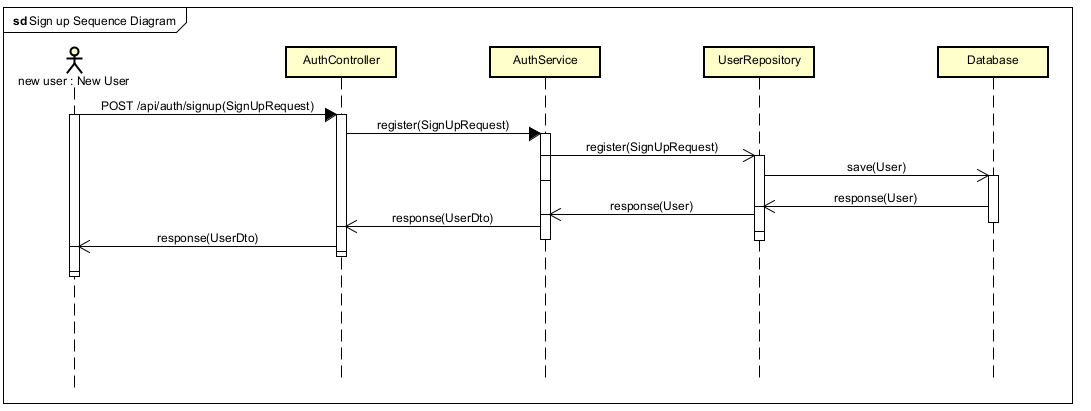 sd Sign up Sequence Diagram
AuthController
AuthService
UserRepository
Database
new user : New User
POST /api/auth/signup(SignUpRequest)
register(SignUpRequest)
register(SignUpRequest)
save(User)
response(User)
response(User)
response(UserDto)
response(UserDto)